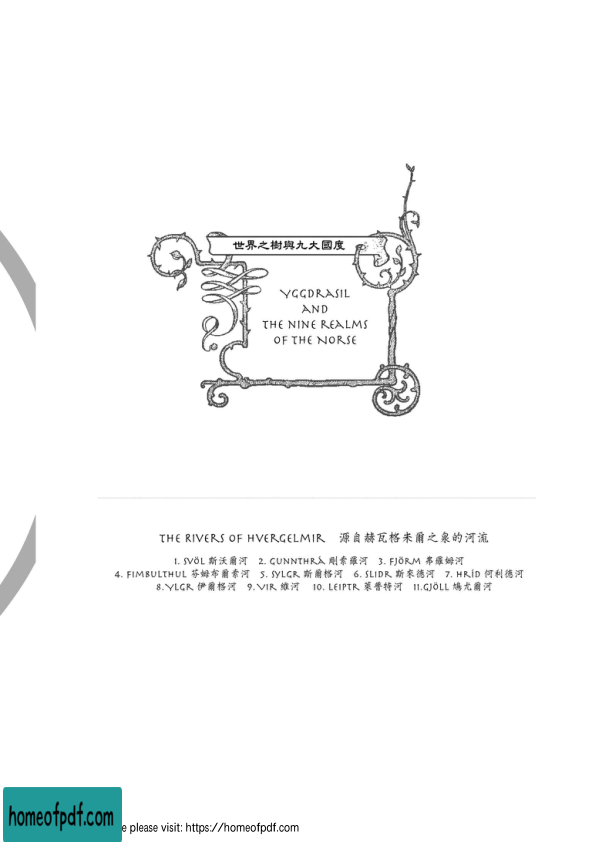 世界之樹與九大國度
YGGDRASIL
AND
THE NINE REALMS
OF THE NORSE
THE RIVERS OF HVERGELMIR 源自赫瓦格米爾之泉的河流
1. SVÖL 斯沃爾河 2. GUNNTHRÀ 剛索羅河 3. FJÖRM 弗羅姆河
4. FIMBULTHUL 芬姆布爾索河 5. SYLGR 斯爾格河 6. SLIDR 斯來德河 7. HRÍD 何利德河
8. YLGR 伊爾格河 9. VIR 維河 10. LEIPTR 萊普特河 11.GJÖLL 鳩尤爾河
homeofpdf.com
e please visit: https://homeofpdf.com